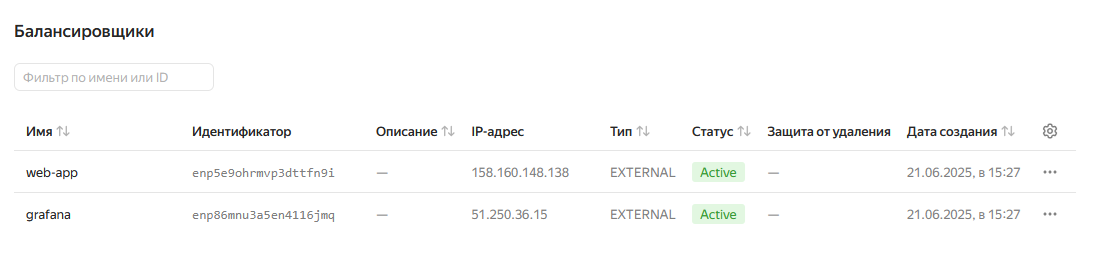 Балансировщики
Фильтр по имени или ID
Имя Идентификатор Описание IP-адрес Тип Статус Защита от удаления Дата создания
web-app enp5e9ohrmvp3dttfn9i — 158.160.148.138 EXTERNAL Active — 21.06.2025, в 15:27
grafana enp86mnu3a5en4116jmq — 51.250.36.15 EXTERNAL Active — 21.06.2025, в 15:27